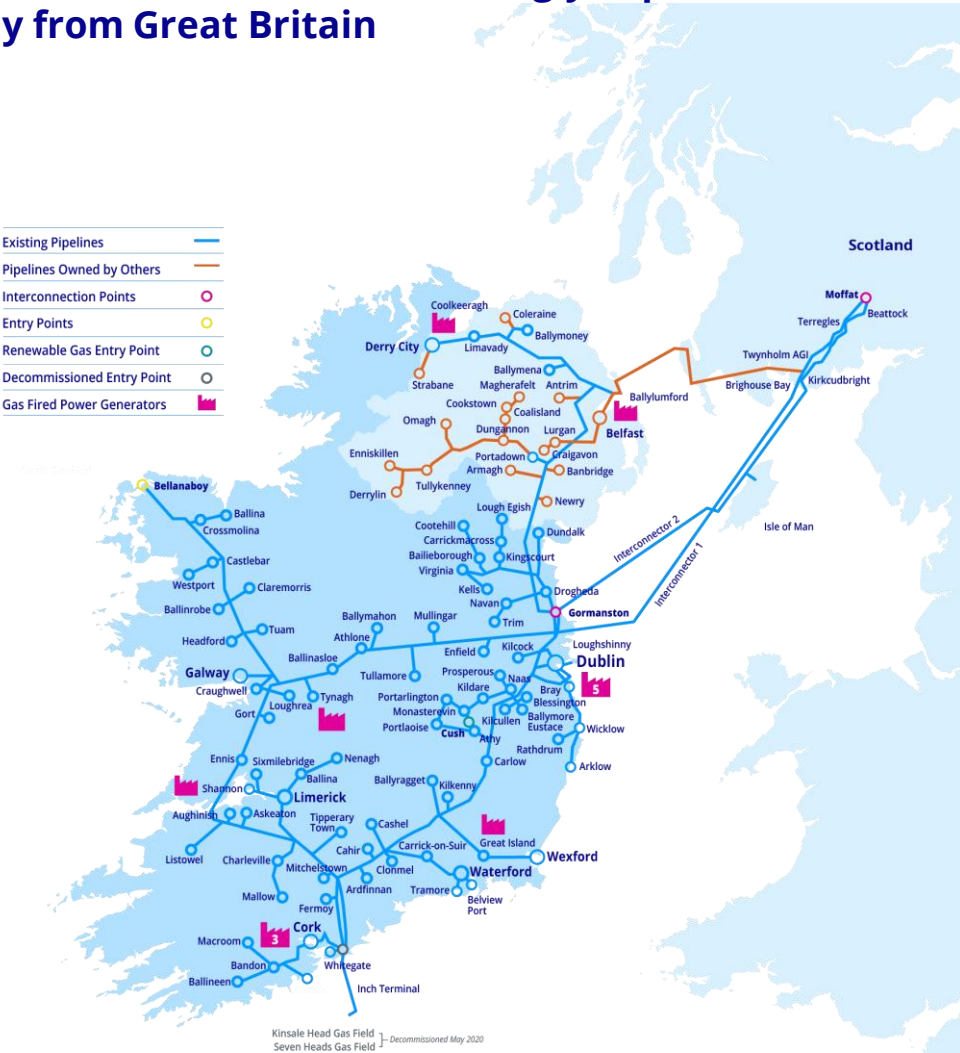 y from Great Britain
Existing Pipelines
Pipelines Owned by Others
Interconnection Points
Entry Points
Renewable Gas Entry Point
Decommissioned Entry Point
Gas Fired Power Generators
Scotland
Moffat
Beattock
Terregles
Twynholm AGI
Kirkcudbright
Brighouse Bay
Coolkeeragh
Coleraine
Ballymoney
Derry City
Limavady
Ballymena
Strabane
Magherafelt
Antrim
Ballylumford
Cookstown
Coalisland
Omagh
Dungannon
Lurgan
Belfast
Enniskillen
Portadown
Craigavon
Armagh
Banbridge
Tullykenney
Derrylin
Newry
Bellanaboy
Ballina
Crossmolina
Lough Egish
Cootehill
Dundalk
Carrickmacross
Bailieborough
Kingscourt
Virginia
Isle of Man
Interconnector 2
Interconnector 1
Castlebar
Westport
Claremorris
Kells
Drogheda
Navan
Ballinrobe
Gormanston
Trim
Ballymahon
Mullingar
Tuam
Headford
Athlone
Enfield
Kilcock
Loughshinny
Dublin
Ballinasloe
Galway
Tullamore
Prosperous
Naas
Craughwell
Kildare
Bray
5
Loughrea
Tynagh
Portarlington
Blessington
Monasterevin
Gort
Kilcullen
Ballymore
Eustace
Portlaoise
Cush
Athy
Wicklow
Rathdrum
Ennis
Sixmilebridge
Nenagh
Carlow
Arklow
Ballina
Ballyragget
Kilkenny
Shannon
Limerick
Aughinish
Askeaton
Tipperary
Town
Cashel
Great Island
Cahir
Carrick-on-Suir
Wexford
Listowel
Charleville
Mitchelstown
Clonmel
Waterford
Ardfinnan
Tramore
Belview
Port
Mallow
Fermoy
Cork
3
Macroom
Bandon
Whitegate
Ballineen
Inch Terminal
Kinsale Head Gas Field
Seven Heads Gas Field
Decommissioned May 2020